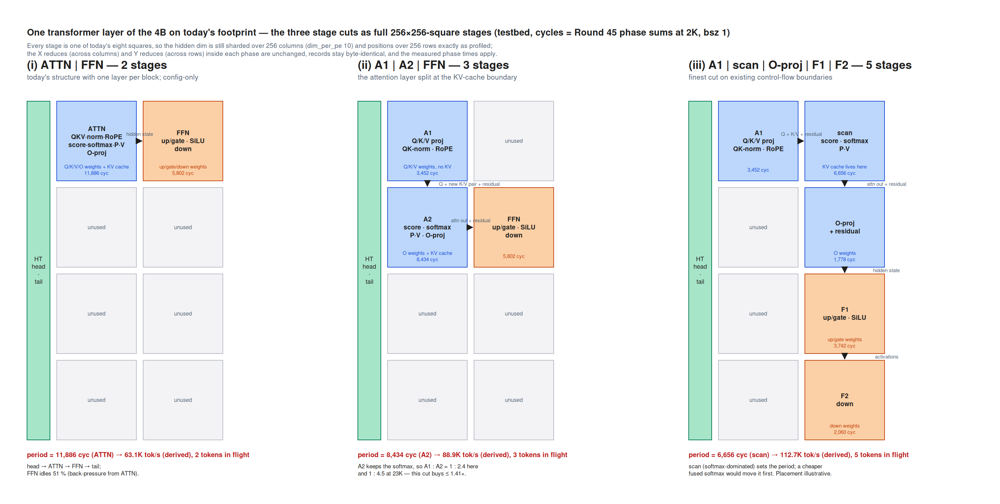 One transformer layer of the 4B on today's footprint — the three stage cuts as full 256×256-square stages (testbed, cycles = Round 45 phase sums at 2K, bsz 1)
Every stage is one of today's eight squares, so the hidden dim is still sharded over 256 columns (dim_per_pe 10) and positions over 256 rows exactly as profiled;
the X reduces (across columns) and Y reduces (across rows) inside each phase are unchanged, records stay byte-identical, and the measured phase times apply.
(i) ATTN | FFN — 2 stages
today's structure with one layer per block; config-only
HT
head
·
tail
ATTN
QKV·norm·RoPE
score·softmax·P·V
O-proj
Q/K/V/O weights + KV cache
11,886 cyc
hidden state
FFN
up/gate · SiLU
down
up/gate/down weights
5,802 cyc
unused
unused
unused
unused
unused
unused
period = 11,886 cyc (ATTN) → 63.1K tok/s (derived), 2 tokens in flight
head → ATTN → FFN → tail;
FFN idles 51 % (back-pressure from ATTN).
(ii) A1 | A2 | FFN — 3 stages
the attention layer split at the KV-cache boundary
HT
head
·
tail
A1
Q/K/V proj
QK-norm · RoPE
Q/K/V weights, no KV
3,452 cyc
unused
Q + new K/V pair + residual
A2
score · softmax
P·V · O-proj
O weights + KV cache
8,434 cyc
attn out + residual
FFN
up/gate · SiLU
down
5,802 cyc
unused
unused
unused
unused
period = 8,434 cyc (A2) → 88.9K tok/s (derived), 3 tokens in flight
A2 keeps the softmax, so A1 : A2 = 1 : 2.4 here
and 1 : 4.5 at 23K — this cut buys ≤ 1.41×.
(iii) A1 | scan | O-proj | F1 | F2 — 5 stages
finest cut on existing control-flow boundaries
HT
head
·
tail
A1
Q/K/V proj
QK-norm · RoPE
3,452 cyc
Q + K/V + residual
scan
score · softmax
P·V
KV cache lives here
6,656 cyc
attn out + residual
unused
O-proj
+ residual
O weights
1,778 cyc
hidden state
unused
F1
up/gate · SiLU
up/gate weights
3,742 cyc
activations
unused
F2
down
down weights
2,060 cyc
period = 6,656 cyc (scan) → 112.7K tok/s (derived), 5 tokens in flight
scan (softmax-dominated) sets the period; a cheaper
fused softmax would move it first. Placement illustrative.